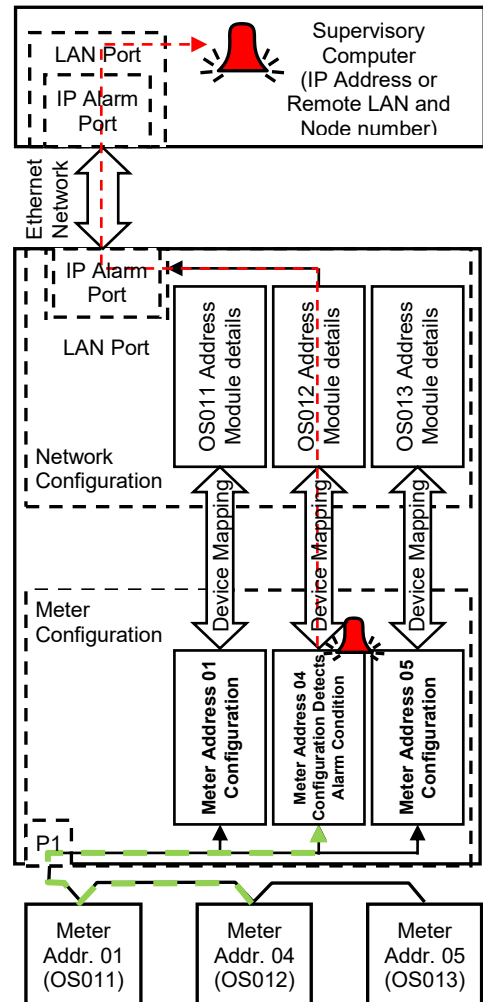 LAN Port
IP Alarm
Port
Supervisory
Computer
(IP Address or
Remote LAN and
Node number)
Ethernet
Network
IP Alarm
Port
LAN Port
OS011 Address
Module details
OS012 Address
Module details
OS013 Address
Module details
Network
Configuration
Device Mapping
Device Mapping
Device Mapping
Meter
Configuration
Meter Address 01
Configuration
Meter Address 04
Configuration Detects
Alarm Condition
Meter Address 05
Configuration
P1
Meter
Addr. 01
(OS011)
Meter
Addr. 04
(OS012)
Meter
Addr. 05
(OS013)